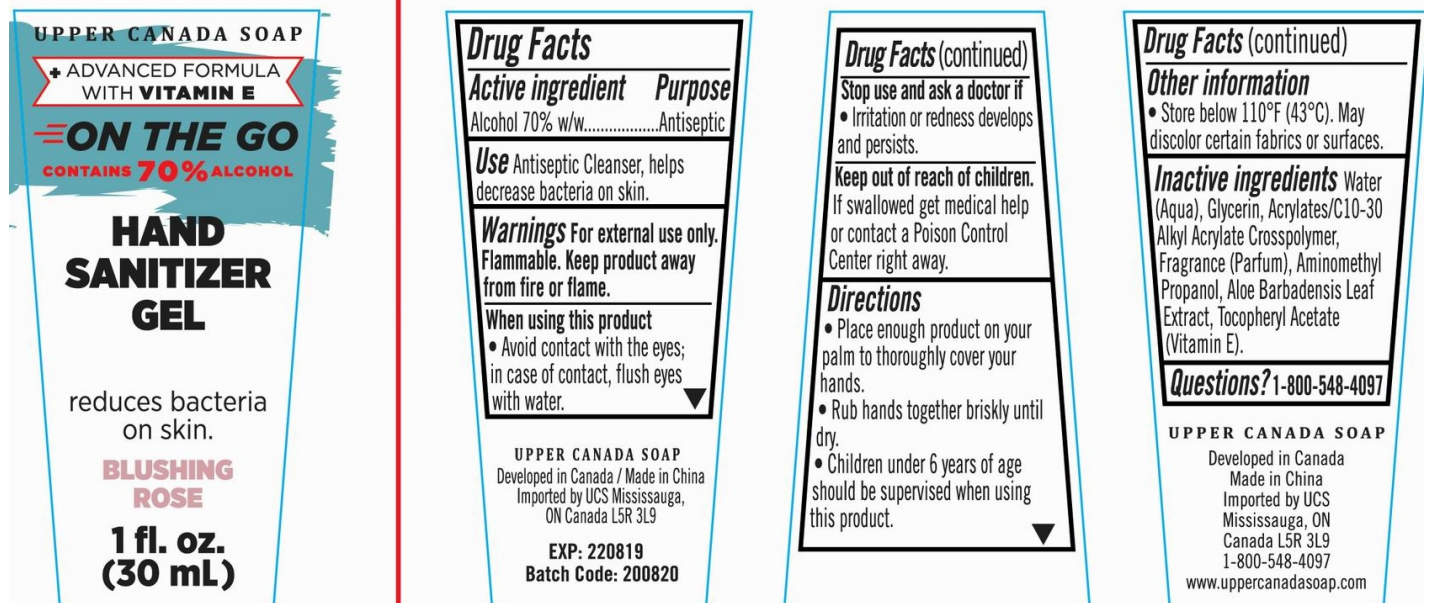 UPPER CANADA SOAP
+ ADVANCED FORMULA
WITH VITAMIN E
ON THE GO
CONTAINS 70% ALCOHOL
HAND
SANITIZER
GEL
reduces bacteria
on skin.
BLUSHING
ROSE
1 fl. oz.
(30 mL)
Drug Facts
Active ingredient Purpose
Alcohol 70% w/w..................Antiseptic
Use Antiseptic Cleanser, helps
decrease bacteria on skin.
Warnings For external use only.
Flammable. Keep product away
from fire or flame.
When using this product
• Avoid contact with the eyes;
in case of contact, flush eyes
with water.
UPPER CANADA SOAP
Developed in Canada / Made in China
Imported by UCS Mississauga,
ON Canada L5R 3L9
EXP: 220819
Batch Code: 200820
Drug Facts (continued)
Stop use and ask a doctor if
• Irritation or redness develops
and persists.
Keep out of reach of children.
If swallowed get medical help
or contact a Poison Control
Center right away.
Directions
• Place enough product on your
palm to thoroughly cover your
hands.
• Rub hands together briskly until
dry.
• Children under 6 years of age
should be supervised when using
this product.
Drug Facts (continued)
Other information
• Store below 110°F (43°C). May
discolor certain fabrics or surfaces.
Inactive ingredients Water
(Aqua), Glycerin, Acrylates/C10-30
Alkyl Acrylate Crosspolymer,
Fragrance (Parfum), Aminomethyl
Propanol, Aloe Barbadensis Leaf
Extract, Tocopheryl Acetate
(Vitamin E).
Questions? 1-800-548-4097
UPPER CANADA SOAP
Developed in Canada
Made in China
Imported by UCS
Mississauga, ON
Canada L5R 3L9
1-800-548-4097
www.uppercanadasoap.com